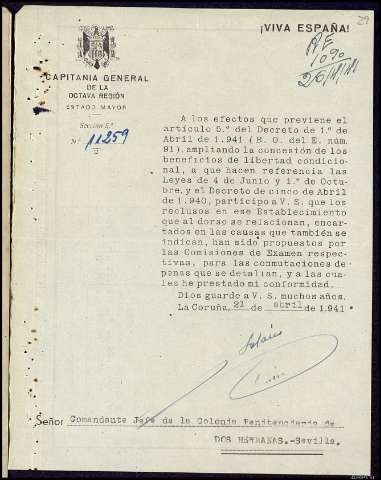 ¡VIVA ESPAÑA!
29
1090
CAPITANIA GENERAL
DE LA
OCTAVA REGIÓN
ESTADO MAYOR
Sección 5.ª
N.º 11259
A los efectos que previene el
artículo 5.º del Decreto de 1.º de
Abril de 1.941 (B. O. del E. núm.
91), ampliando la concesión de los
beneficios de libertad condicio-
nal, a que hacen referencia las
Leyes de 4 de Junio y 1.º de Octu-
bre, y el Decreto de cinco de Abril
de 1.940, participo a V. S. que los
reclusos en ese Establecimiento
que al dorso se relacionan, encar-
tados en las causas que también se
indican, han sido propuestos por
las Comisiones de Examen respec-
tivas, para las conmutaciones de
penas que se detallan, y a las cua-
les he prestado mi conformidad.
Dios guarde a V. S. muchos años.
La Coruña, 21 de abril de 1.941
Señor Comandante Jefe de la Colonia Penitenciaria de
DOS HERMANAS.-Sevilla.